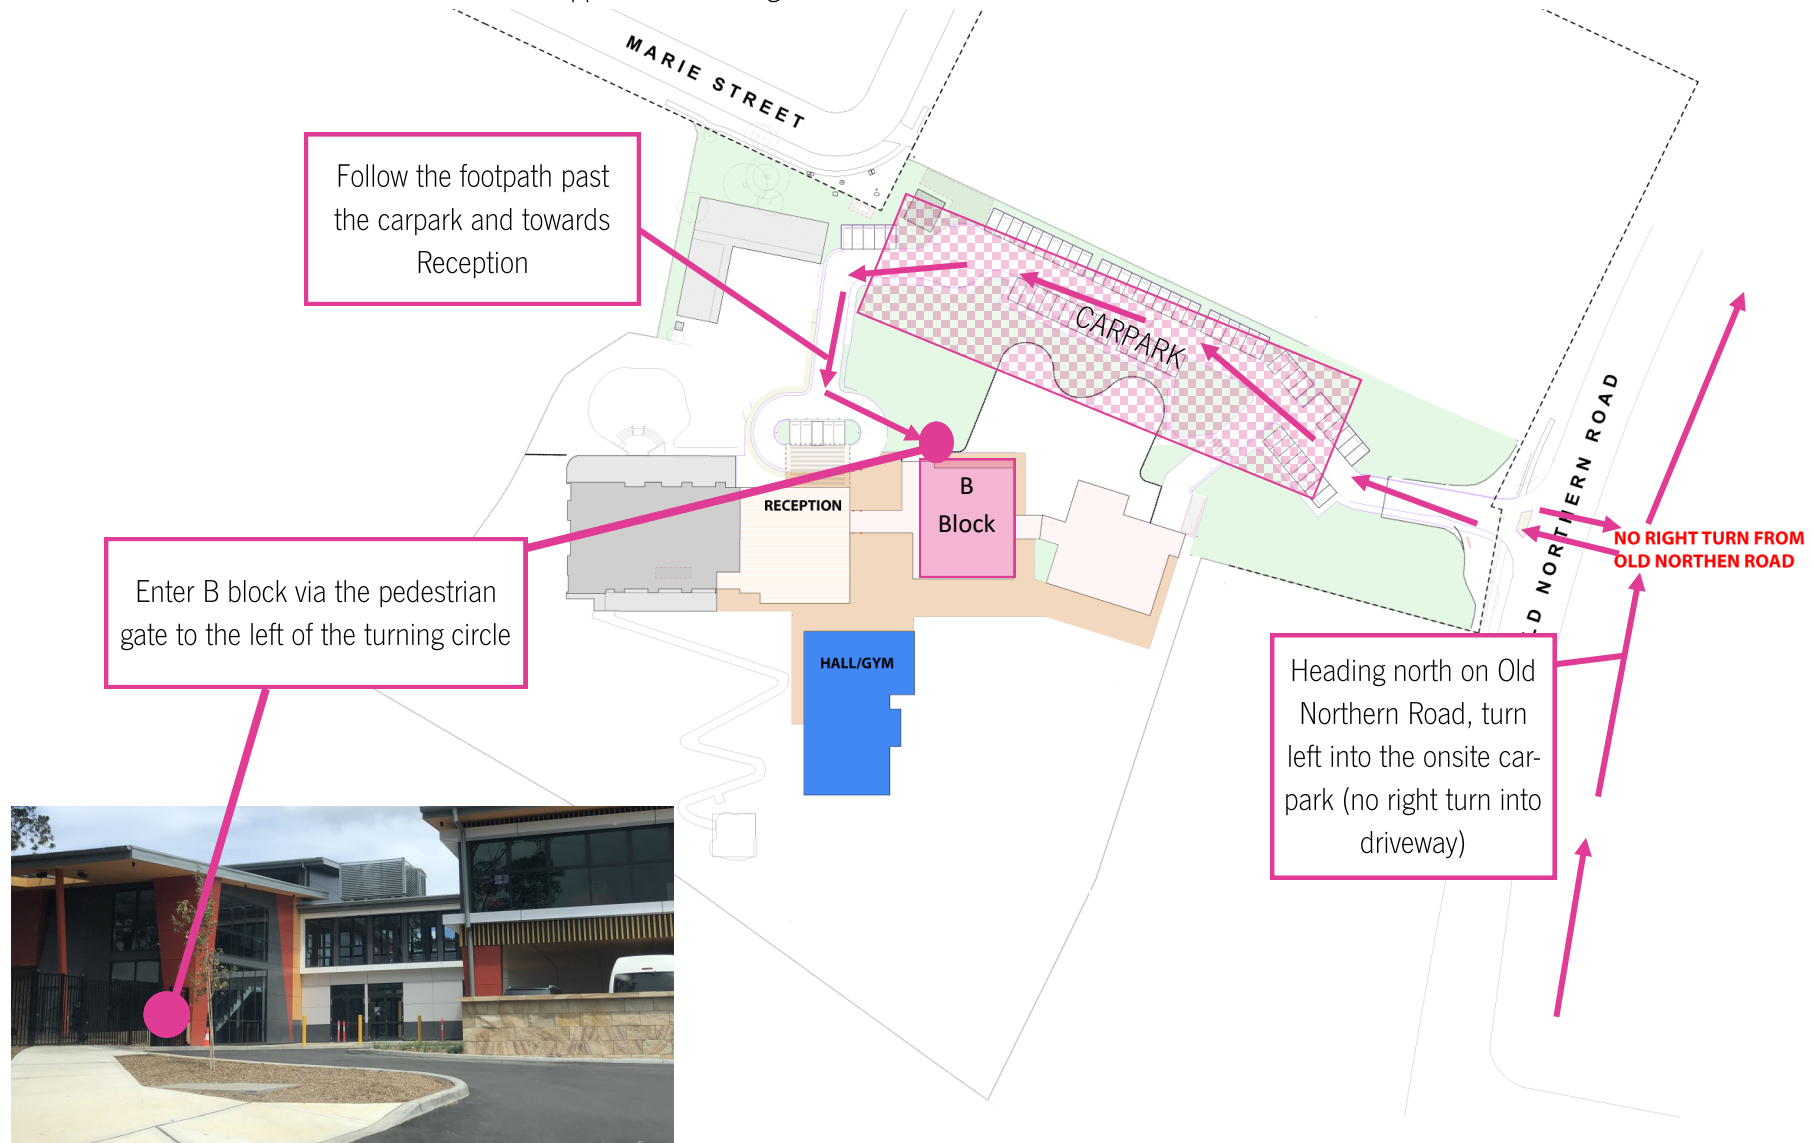 MARIE STREET
Follow the footpath past
the carpark and towards
Reception
CARPARK
OLD NORTHERN ROAD
NO RIGHT TURN FROM
OLD NORTHEN ROAD
B
Block
RECEPTION
Enter B block via the pedestrian
gate to the left of the turning circle
HALL/GYM
Heading north on Old
Northern Road, turn
left into the onsite car-
park (no right turn into
driveway)